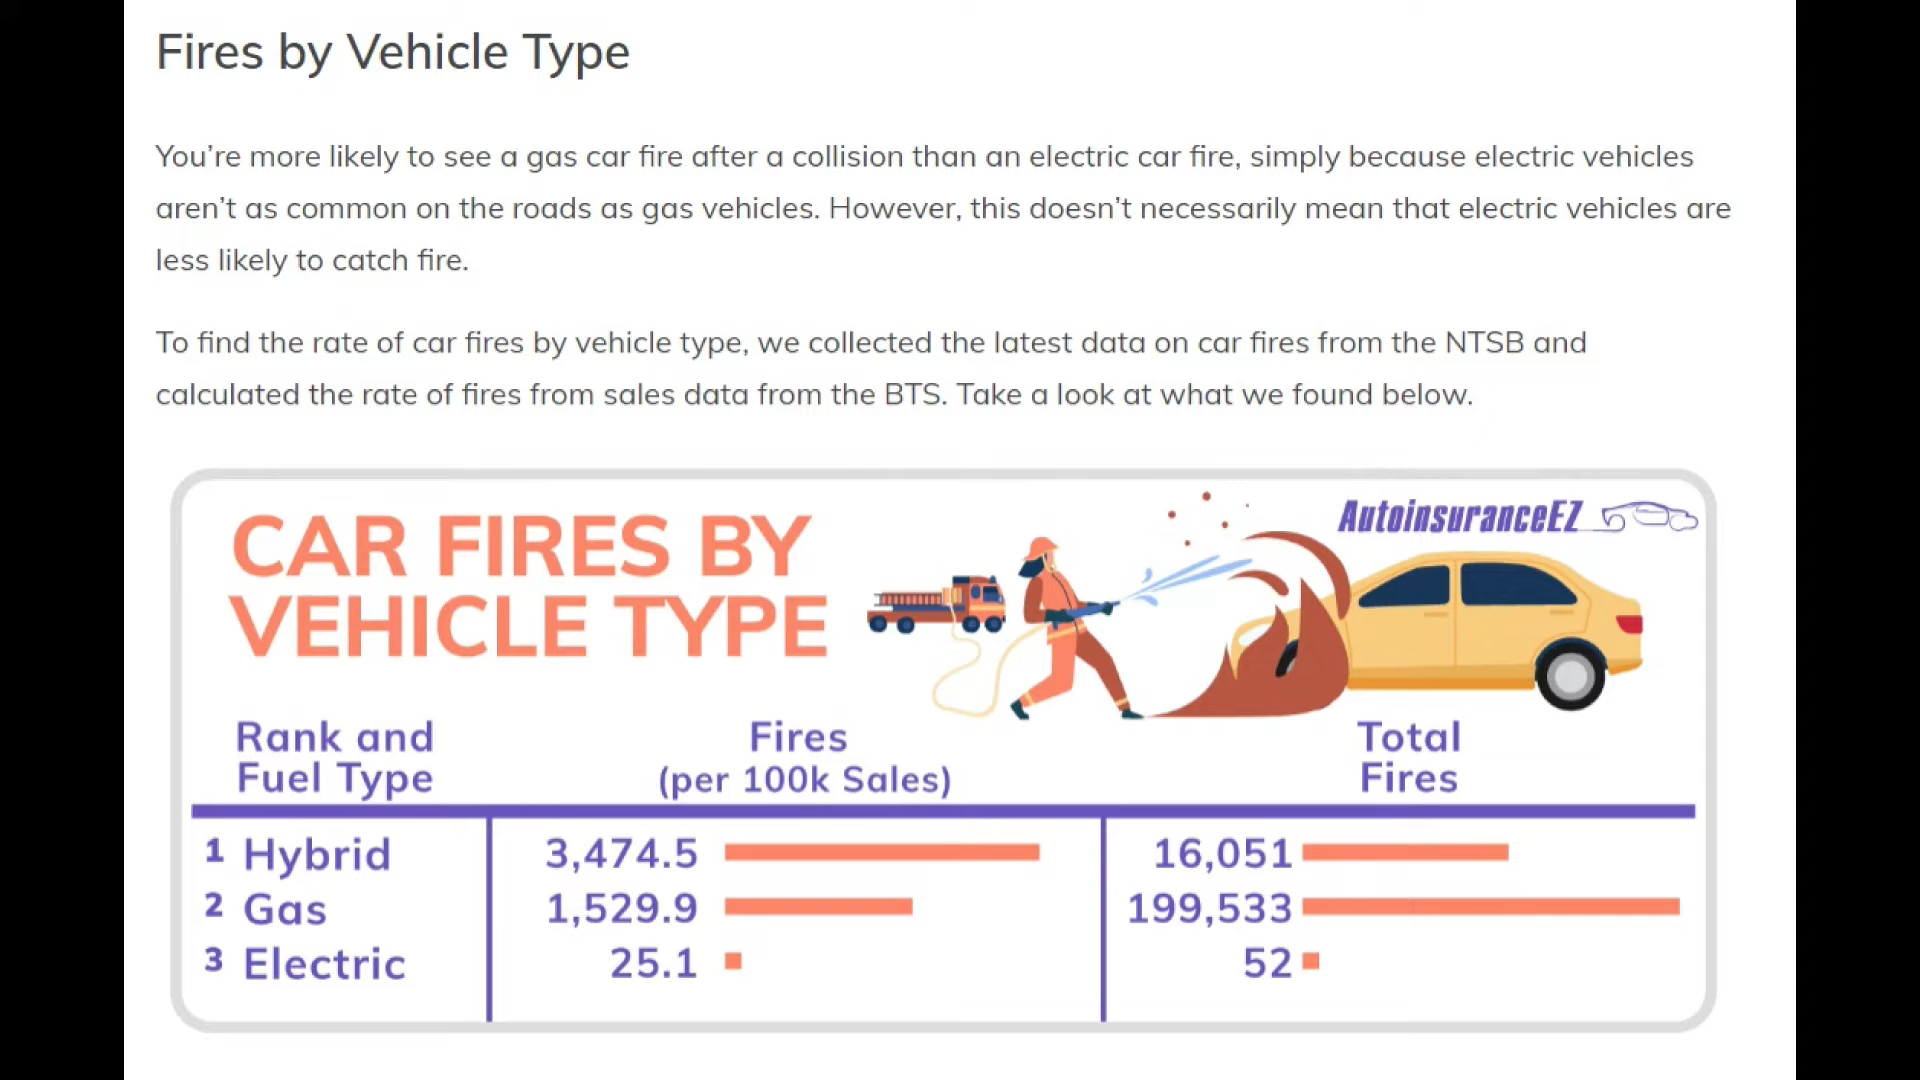 Fires by Vehicle Type
You’re more likely to see a gas car fire after a collision than an electric car fire, simply because electric vehicles
aren’t as common on the roads as gas vehicles. However, this doesn’t necessarily mean that electric vehicles are
less likely to catch fire.
To find the rate of car fires by vehicle type, we collected the latest data on car fires from the NTSB and
calculated the rate of fires from sales data from the BTS. Take a look at what we found below.
AutoinsuranceEZ
CAR FIRES BY
VEHICLE TYPE
Rank and Fires Total
Fuel Type (per 100k Sales) Fires
1 Hybrid 3,474.5 16,051
2 Gas 1,529.9 199,533
3 Electric 25.1 52